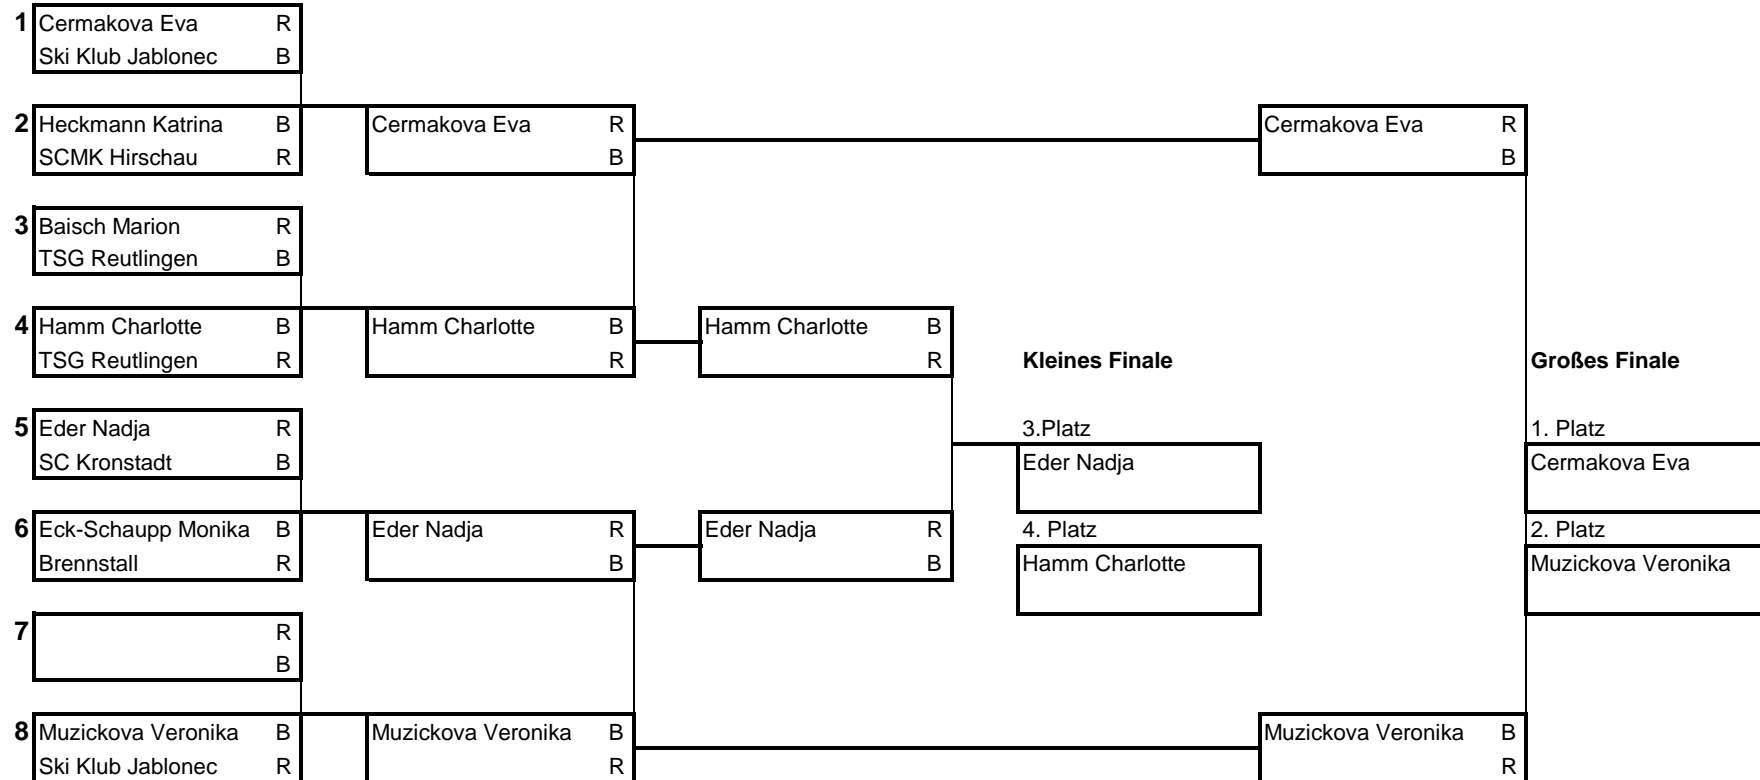 1 Cermakova Eva R
Ski Klub Jablonec B
2 Heckmann Katrina B Cermakova Eva R Cermakova Eva R
SCMK Hirschau R B B
3 Baisch Marion R
TSG Reutlingen B
4 Hamm Charlotte B Hamm Charlotte B Hamm Charlotte B
TSG Reutlingen R R R Kleines Finale Großes Finale
5 Eder Nadja R 3.Platz 1. Platz
SC Kronstadt B Eder Nadja Cermakova Eva
6 Eck-Schaupp Monika B Eder Nadja R Eder Nadja R 4. Platz 2. Platz
Brennstall R B B Hamm Charlotte Muzickova Veronika
7 R
B
8 Muzickova Veronika B Muzickova Veronika B Muzickova Veronika B
Ski Klub Jablonec R R R